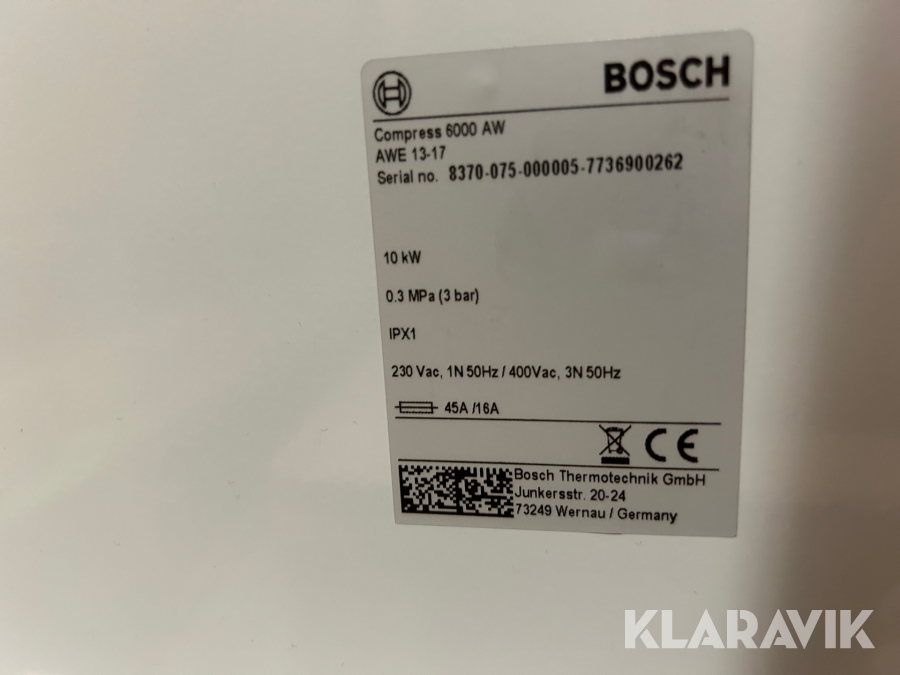 BOSCH
Compress 6000 AW
AWE 13-17
Serial no. 8370-075-000005-7736900262
10 kW
0.3 MPa (3 bar)
IPX1
230 Vac, 1N 50Hz / 400Vac, 3N 50Hz
45A /16A
CE
Bosch Thermotechnik GmbH
Junkersstr. 20-24
73249 Wernau / Germany
KLARAVIK